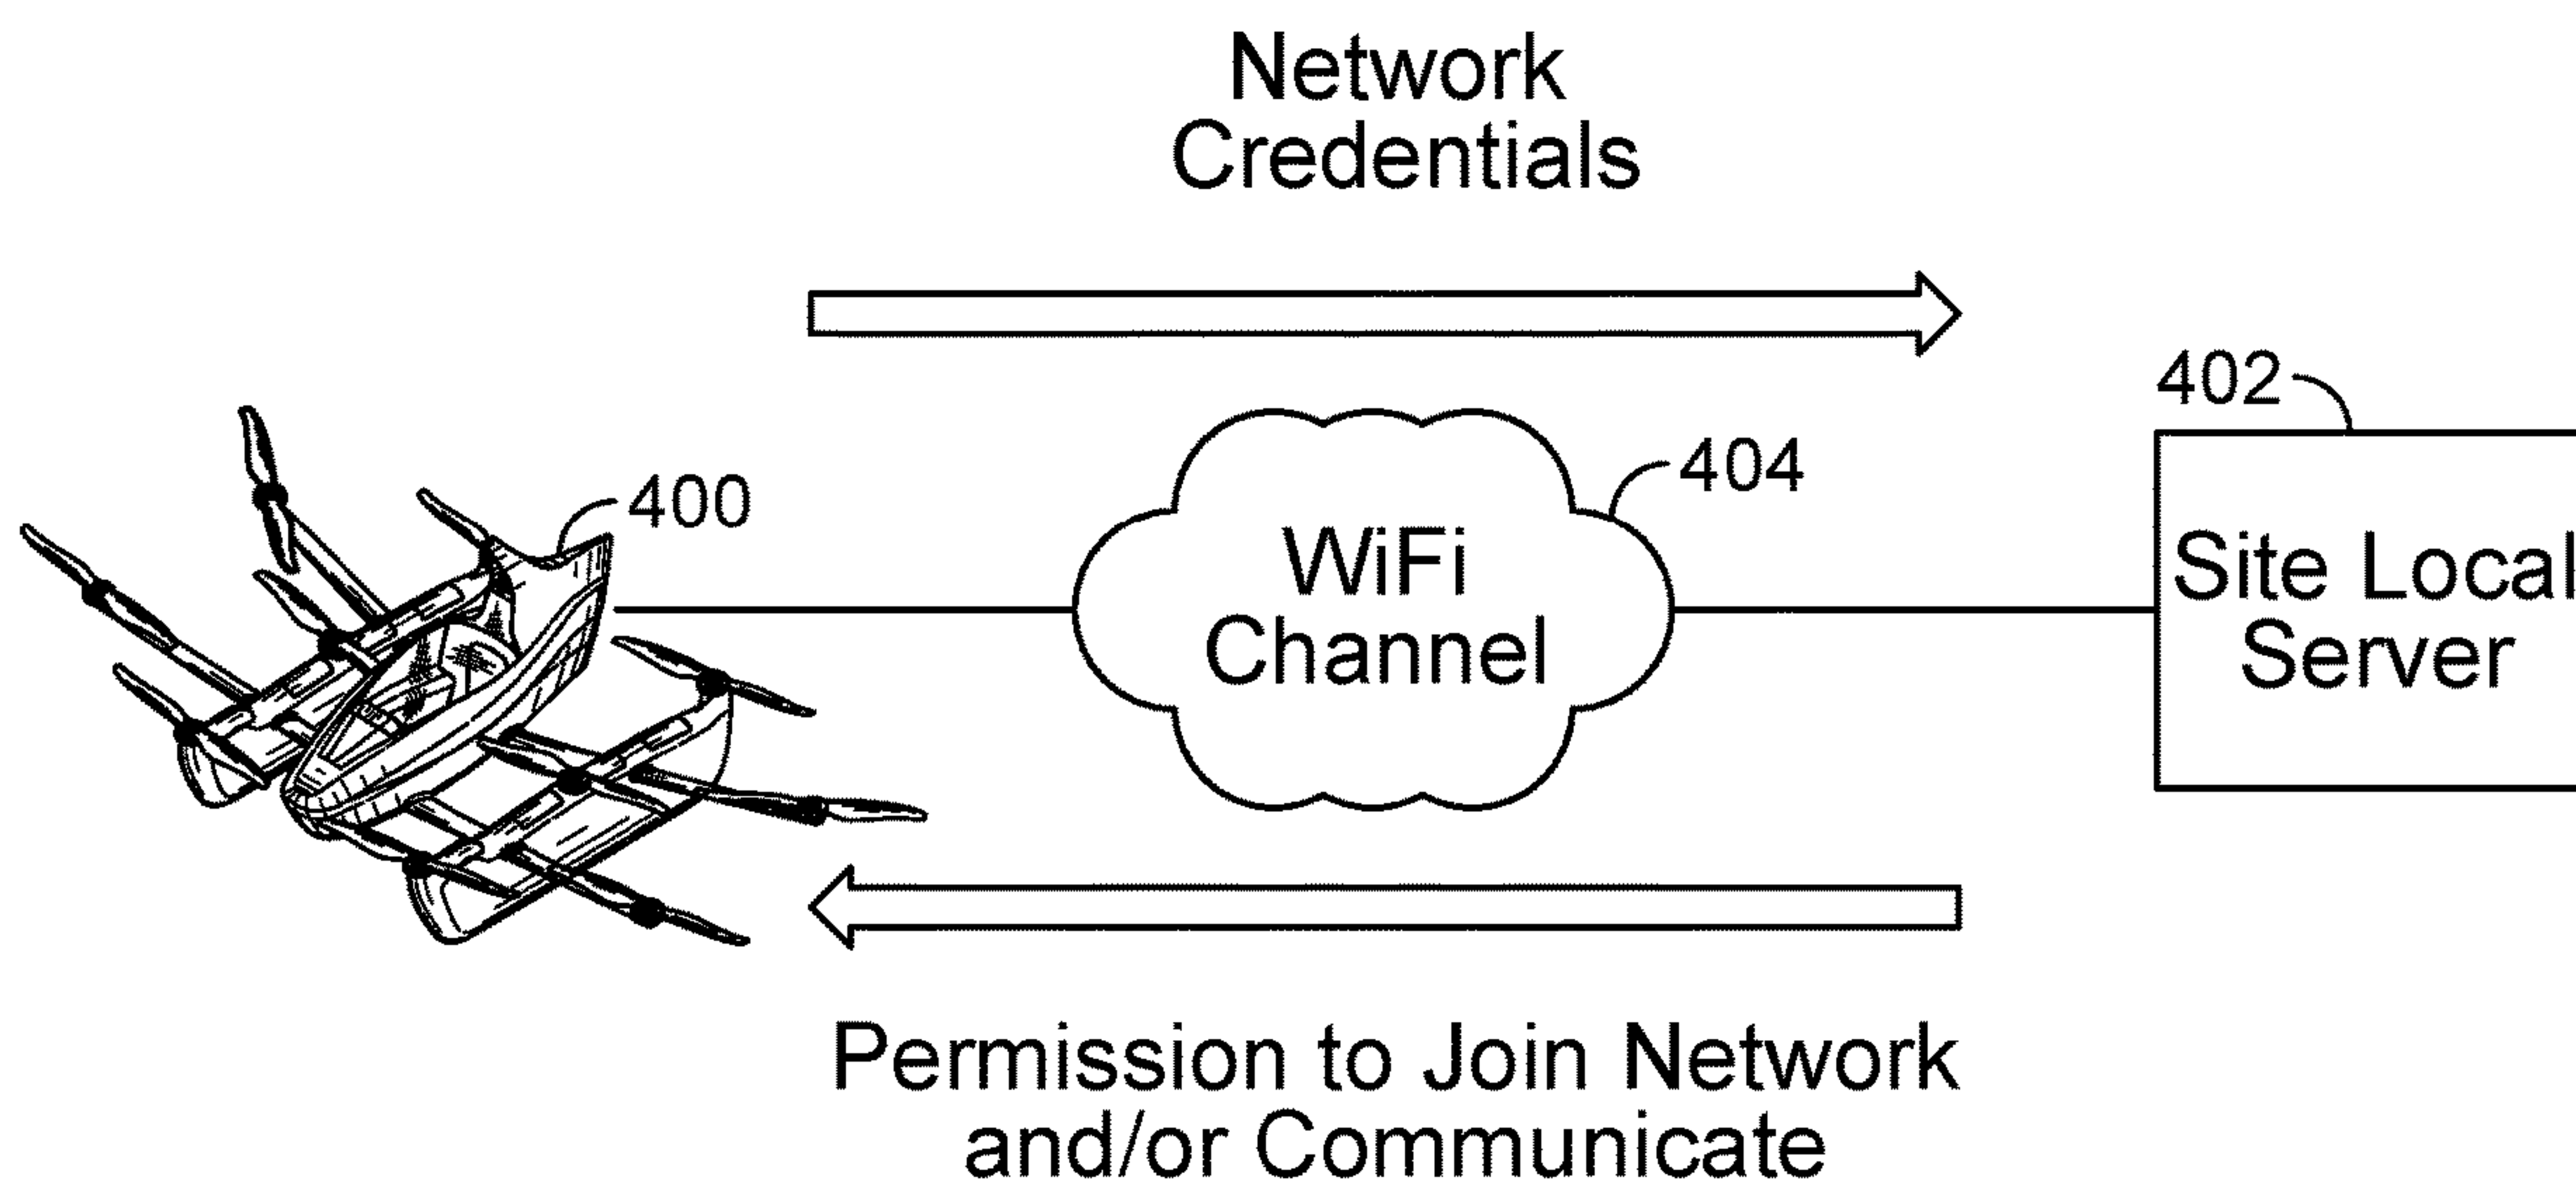 Network
Credentials
402
404
400
WiFi
Channel
Site Local
Server
Permission to Join Network
and/or Communicate